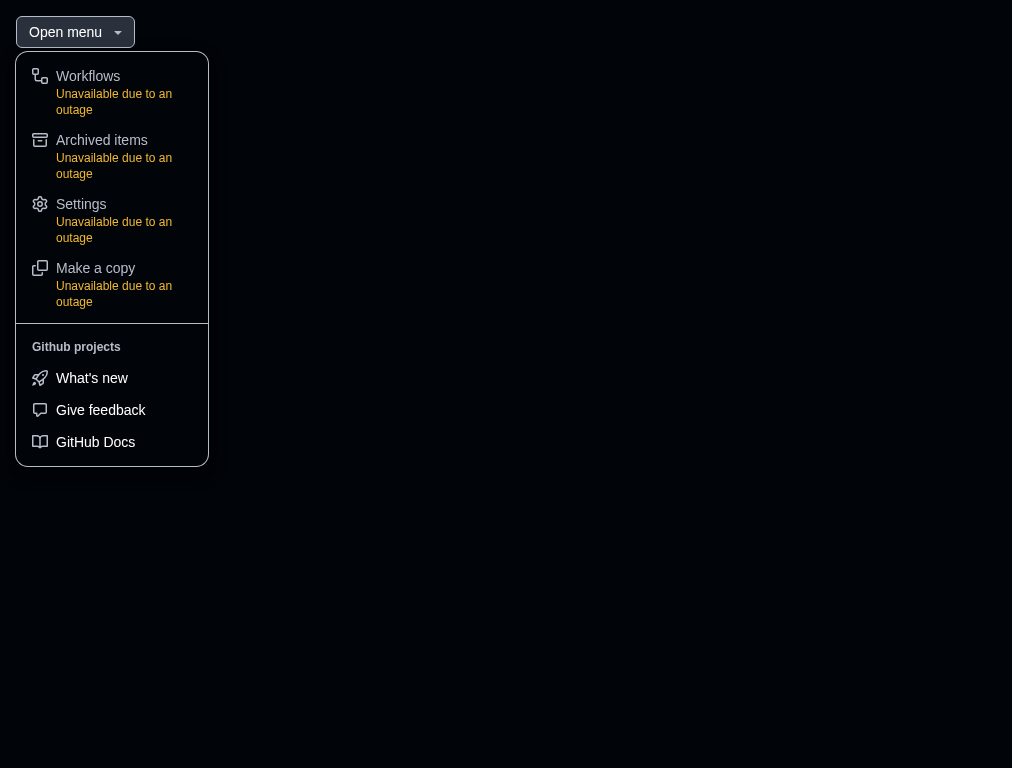 Open menu
Workflows
Unavailable due to an
outage
Archived items
Unavailable due to an
outage
Settings
Unavailable due to an
outage
Make a copy
Unavailable due to an
outage
Github projects
What's new
Give feedback
GitHub Docs